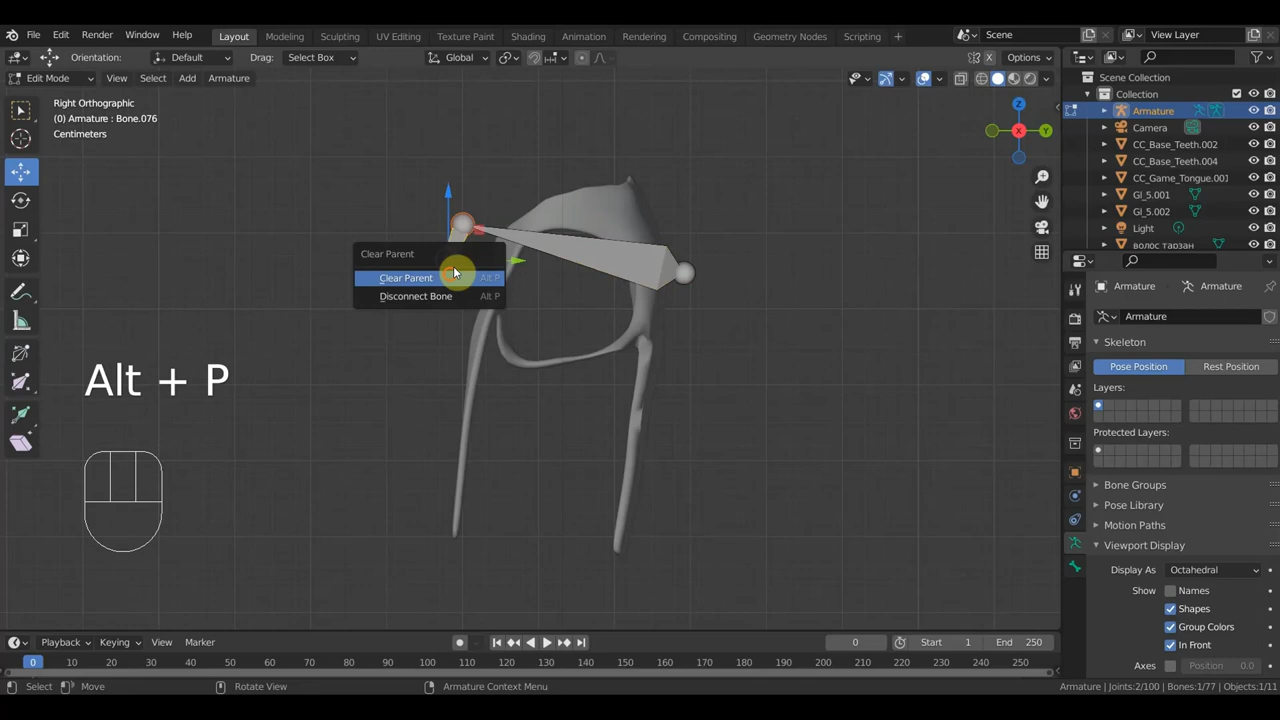 File Edit Render Window Help Layout Modeling Sculpting UV Editing Texture Paint Shading Animation Rendering Compositing Geometry Nodes Scripting + Scene View Layer
Orientation: Default Drag: Select Box Global X Options
Edit Mode View Select Add Armature
Right Orthographic
(0) Armature : Bone.076
Centimeters
Z
X
Y
Clear Parent
Clear Parent Alt P
Disconnect Bone Alt P
Alt + P
Scene Collection
Collection
Armature
Camera
CC_Base_Teeth.002
CC_Base_Teeth.004
CC_Game_Tongue.001
Gl_5.001
Gl_5.002
Light
волос тарзан
Armature Armature
Armature
Skeleton
Pose Position Rest Position
Layers:
Protected Layers:
Bone Groups
Pose Library
Motion Paths
Viewport Display
Display As Octahedral
Show Names
Shapes
Group Colors
In Front
Axes Position 0.0
Playback Keying View Marker 0 Start 1 End 250
0 10 20 30 40 50 60 70 80 90 100 110 120 130 140 150 160 170 180 190 200 210 220 230 240 250
Select Move Rotate View Armature Context Menu Armature | Joints:2/100 | Bones:1/77 | Objects:1/11